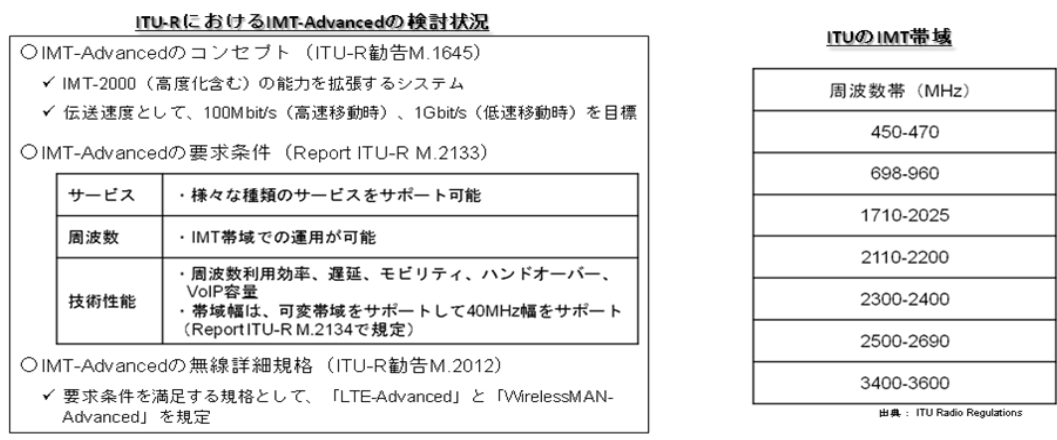 ITU-RにおけるIMT-Advancedの検討状況
○IMT-Advancedのコンセプト（ITU-R勧告M.1645）
✓ IMT-2000（高度化含む）の能力を拡張するシステム
✓ 伝送速度として、100Mbit/s（高速移動時）、1Gbit/s（低速移動時）を目標
○IMT-Advancedの要求条件（Report ITU-R M.2133）
サービス ・様々な種類のサービスをサポート可能
周波数 ・IMT帯域での運用が可能
技術性能 ・周波数利用効率、遅延、モビリティ、ハンドオーバー、
VoIP容量
・帯域幅は、可変帯域をサポートして40MHz幅をサポート
（Report ITU-R M.2134で規定）
○IMT-Advancedの無線詳細規格（ITU-R勧告M.2012）
✓ 要求条件を満足する規格として、「LTE-Advanced」と「WirelessMAN-
Advanced」を規定
ITUのIMT帯域
周波数帯（MHz）
450-470
698-960
1710-2025
2110-2200
2300-2400
2500-2690
3400-3600
出典： ITU Radio Regulations